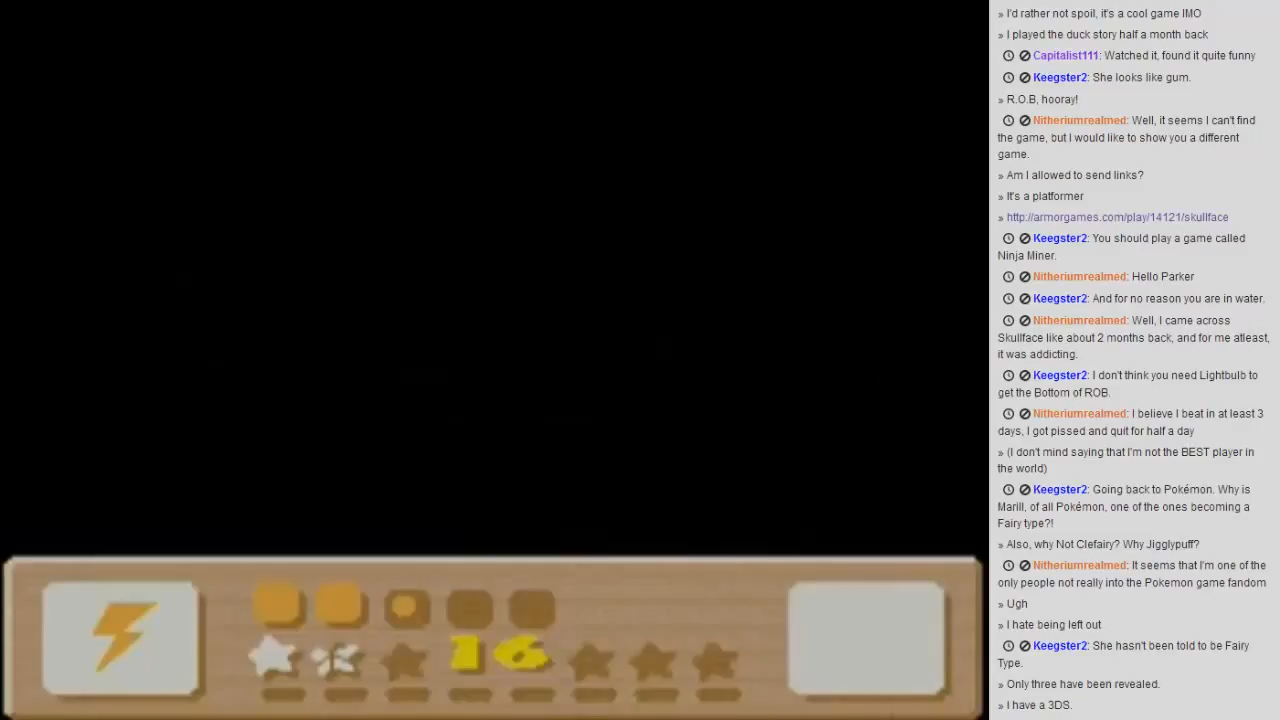 » I'd rather not spoil, it's a cool game IMO
» I played the duck story half a month back
Capitalist111: Watched it, found it quite funny
Keegster2: She looks like gum.
» R.O.B, hooray!
Nitheriumrealmed: Well, it seems I can't find
the game, but I would like to show you a different
game.
» Am I allowed to send links?
» It's a platformer
» http://armorgames.com/play/14121/skullface
Keegster2: You should play a game called
Ninja Miner.
Nitheriumrealmed: Hello Parker
Keegster2: And for no reason you are in water.
Nitheriumrealmed: Well, I came across
Skullface like about 2 months back, and for me atleast,
it was addicting.
Keegster2: I don't think you need Lightbulb to
get the Bottom of ROB.
Nitheriumrealmed: I believe I beat in at least 3
days, I got pissed and quit for half a day
» (I don't mind saying that I'm not the BEST player in
the world)
Keegster2: Going back to Pokémon. Why is
Marill, of all Pokémon, one of the ones becoming a
Fairy type?!
» Also, why Not Clefairy? Why Jigglypuff?
Nitheriumrealmed: It seems that I'm one of the
only people not really into the Pokemon game fandom
» Ugh
» I hate being left out
Keegster2: She hasn't been told to be Fairy
Type.
» Only three have been revealed.
» I have a 3DS.
16